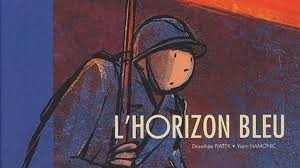 L'HORIZON BLEU
Dorothée PIATEK • Yann HAMONIC